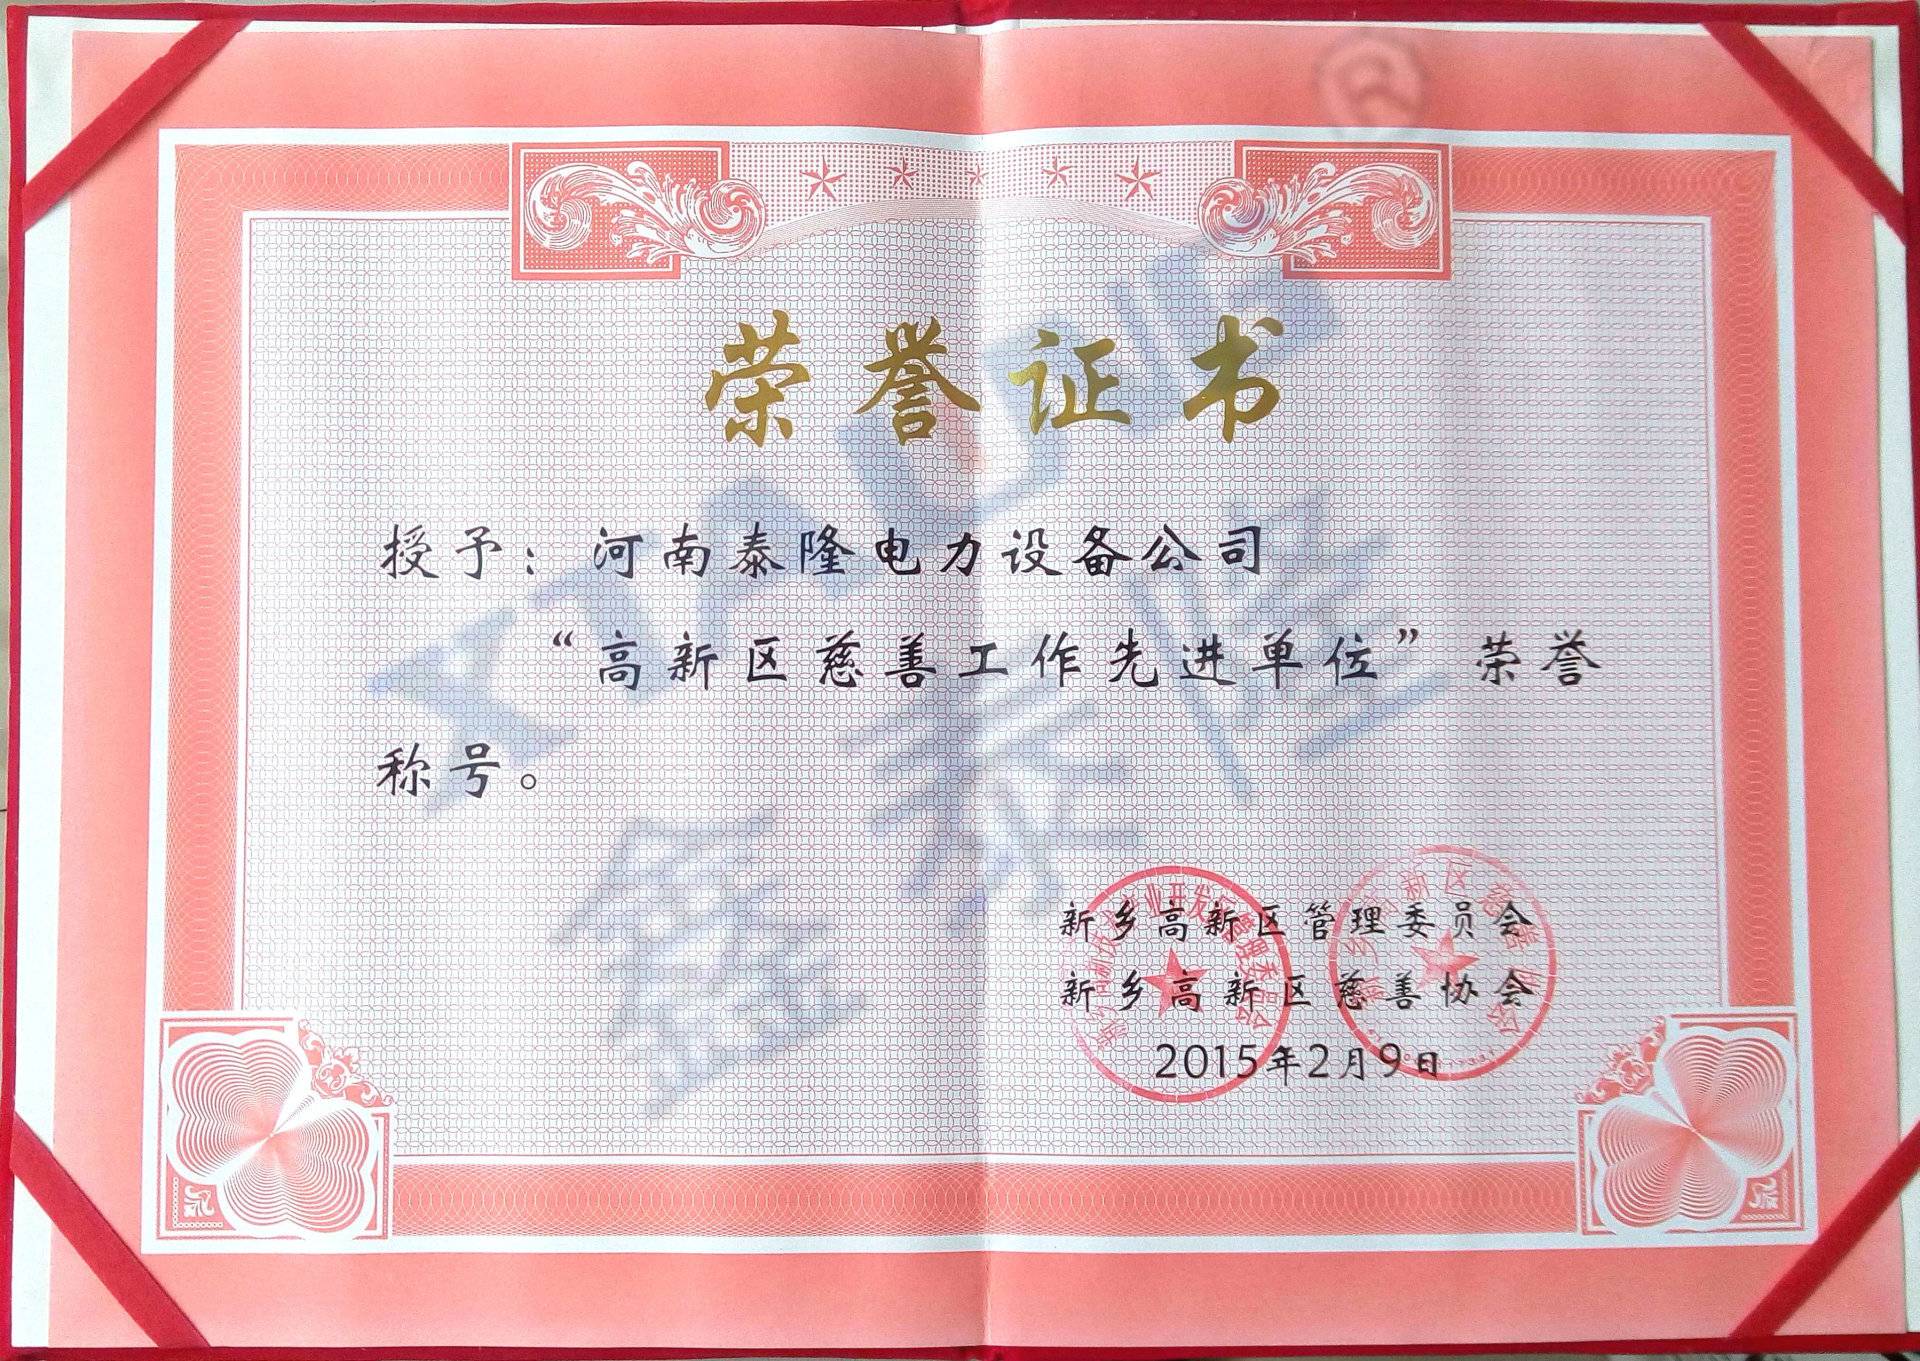 ®
荣誉证书
授予：河南泰隆电力设备公司
“高新区慈善工作先进单位”荣誉
称号。
新乡高新区管理委员会
新乡高新区慈善协会
2015年2月9日
鑫泰隆